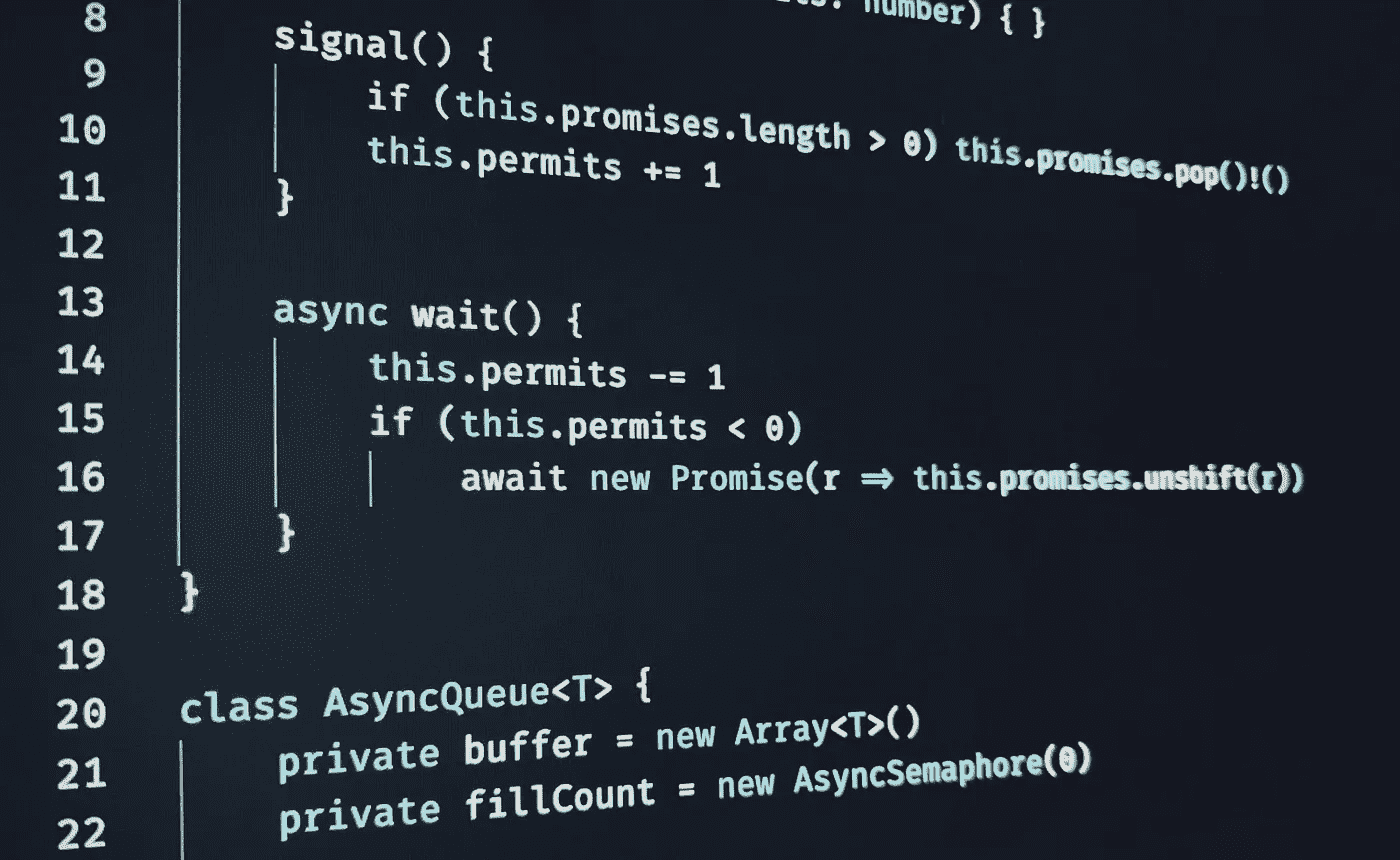 8 number) { }
9 signal() {
10 if (this.promises.length > 0) this.promises.pop()!()
11 this.permits += 1
12 }
13 async wait() {
14 this.permits -= 1
15 if (this.permits < 0)
16 await new Promise(r => this.promises.unshift(r))
17 }
18 }
19
20 class AsyncQueue<T> {
21 private buffer = new Array<T>()
22 private fillCount = new AsyncSemaphore(0)